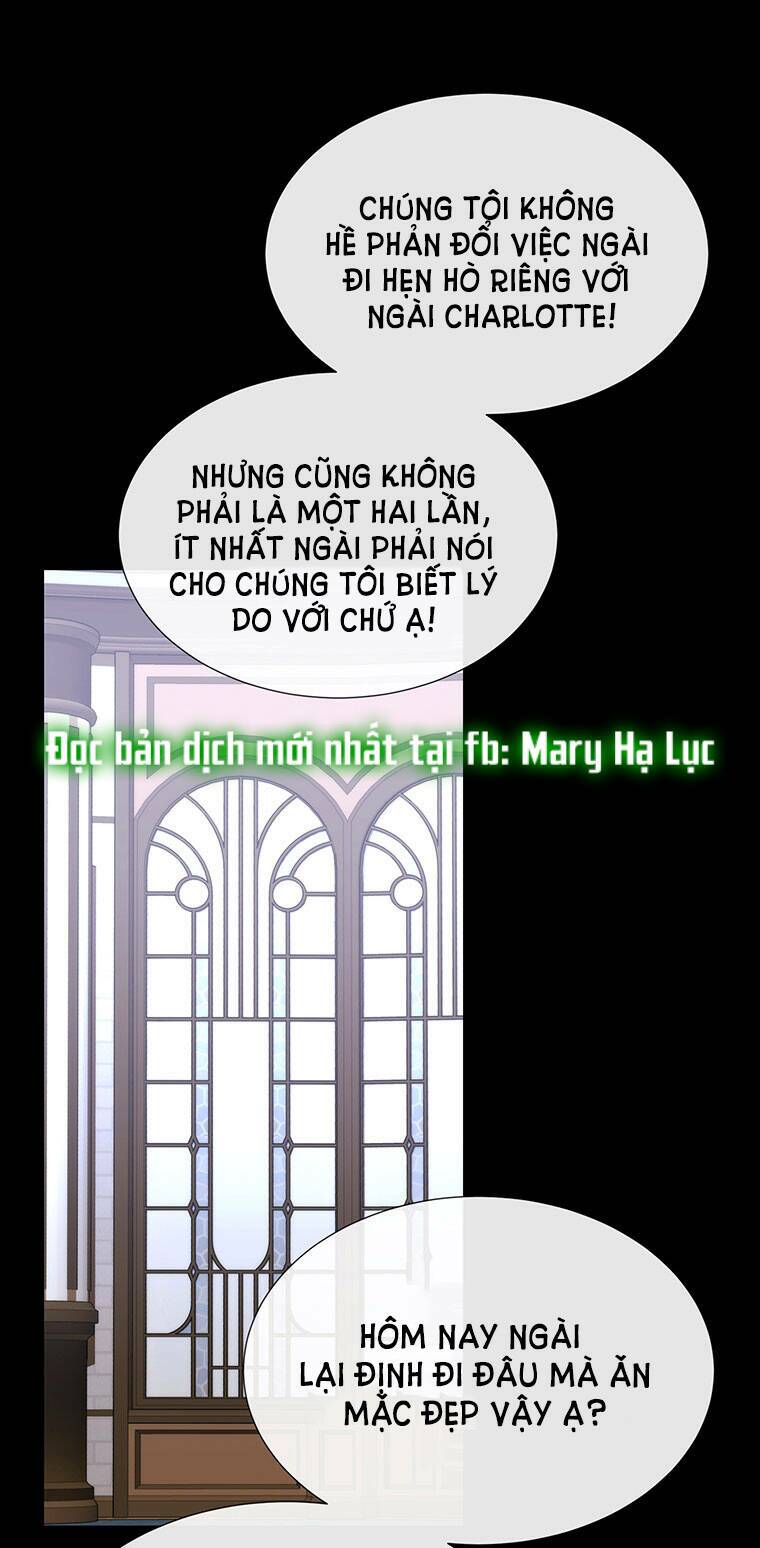 CHÚNG TÔI KHÔNG
HỀ PHẢN ĐỐI VIỆC NGÀI
ĐI HẸN HÒ RIÊNG VỚI
NGÀI CHARLOTTE!
NHƯNG CŨNG KHÔNG
PHẢI LÀ MỘT HAI LẦN,
ÍT NHẤT NGÀI PHẢI NÓI
CHO CHÚNG TÔI BIẾT LÝ
DO VỚI CHỨ Ạ!
Đọc bản dịch mới nhất tại fb: Mary Hạ Lục
HÔM NAY NGÀI
LẠI ĐỊNH ĐI ĐÂU MÀ ĂN
MẶC ĐẸP VẬY Ạ?